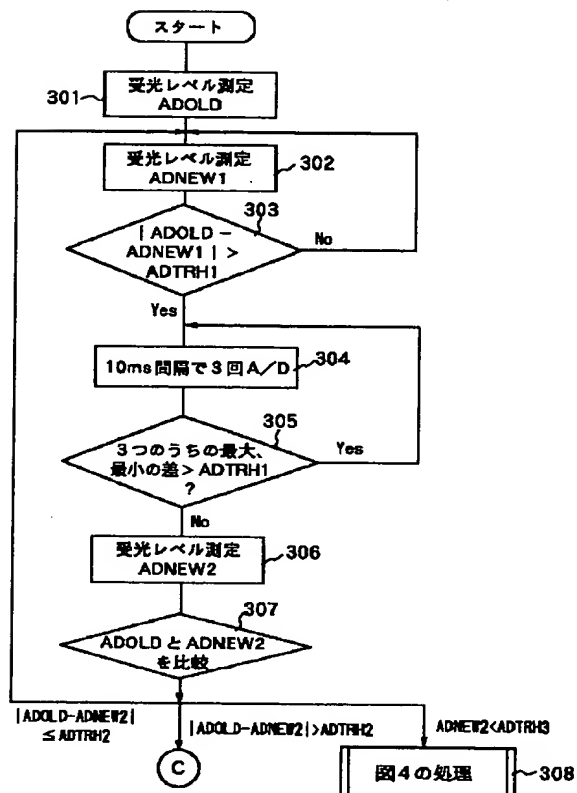 スタート
301
受光レベル測定
ADOLD
受光レベル測定
ADNEW1
302
303
|ADOLD－
ADNEW1|>
ADTRH1
No
Yes
10ms間隔で3回A／D
304
305
3つのうちの最大、
最小の差>ADTRH1
?
Yes
No
受光レベル測定
ADNEW2
306
307
ADOLDとADNEW2
を比較
|ADOLD-ADNEW2|
≤ADTRH2
|ADOLD-ADNEW2|>ADTRH2
ADNEW2<ADTRH3
C
図4の処理
308